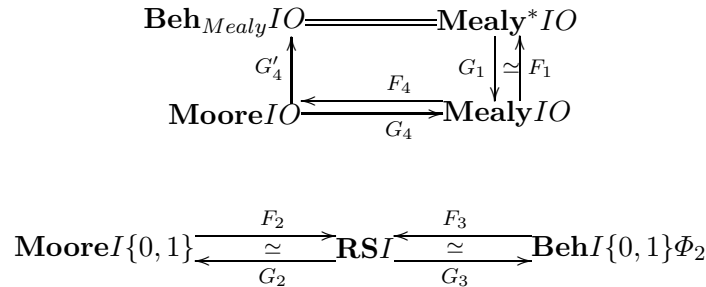 Beh_{Mealy}IO Mealy*IO
G'_4 G_1 ≃ F_1
F_4
MooreIO MealyIO
G_4
F_2 F_3
MooreI{0, 1} ≃ RSI ≃ BehI{0, 1}Φ_2
G_2 G_3